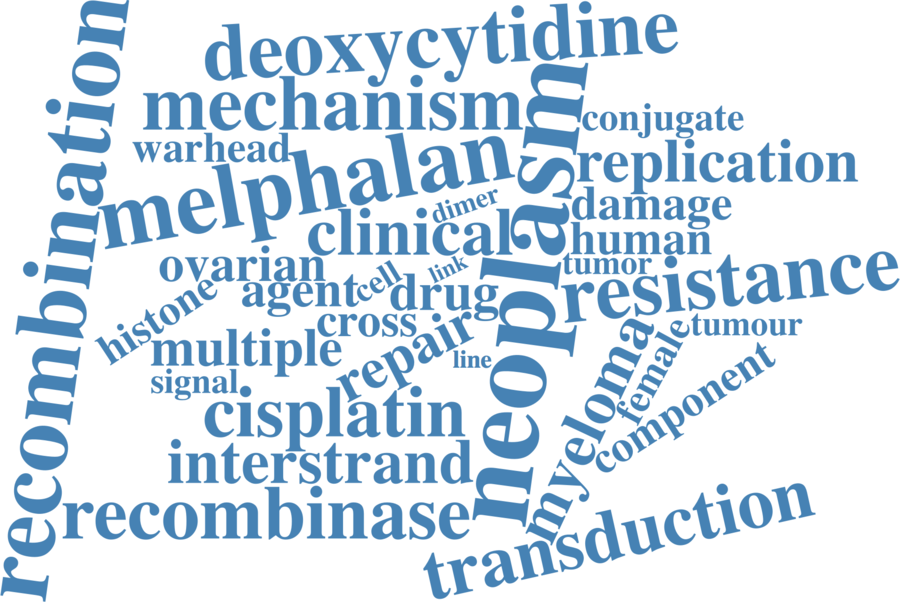 recombination
deoxycytidine
mechanism
conjugate
warhead
replication
melphalan
neoplasm
dimer
damage
clinical
human
ovarian
link
tumor
cell
agent
drug
resistance
histone
cross
tumour
multiple
repair
line
female
myeloma
signal
component
cisplatin
interstrand
recombinase
transduction